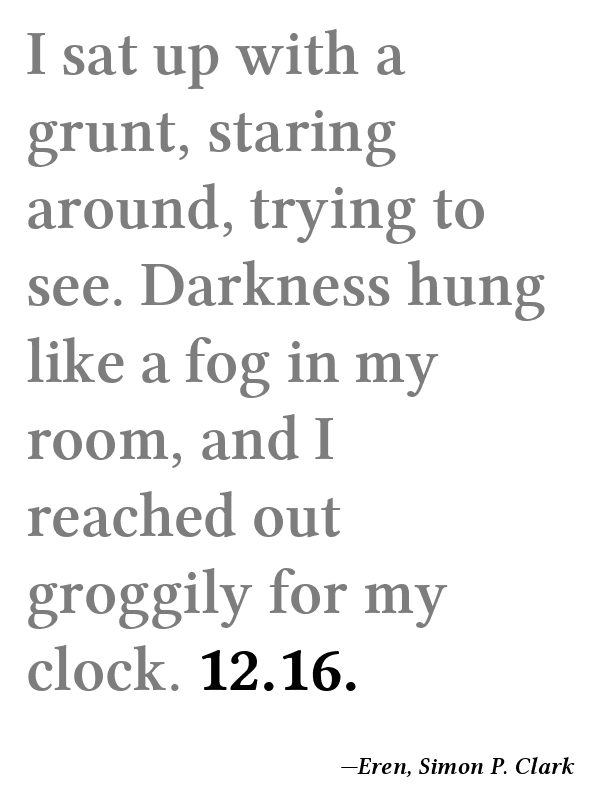 I sat up with a
grunt, staring
around, trying to
see. Darkness hung
like a fog in my
room, and I
reached out
groggily for my
clock. 12.16.
—Eren, Simon P. Clark